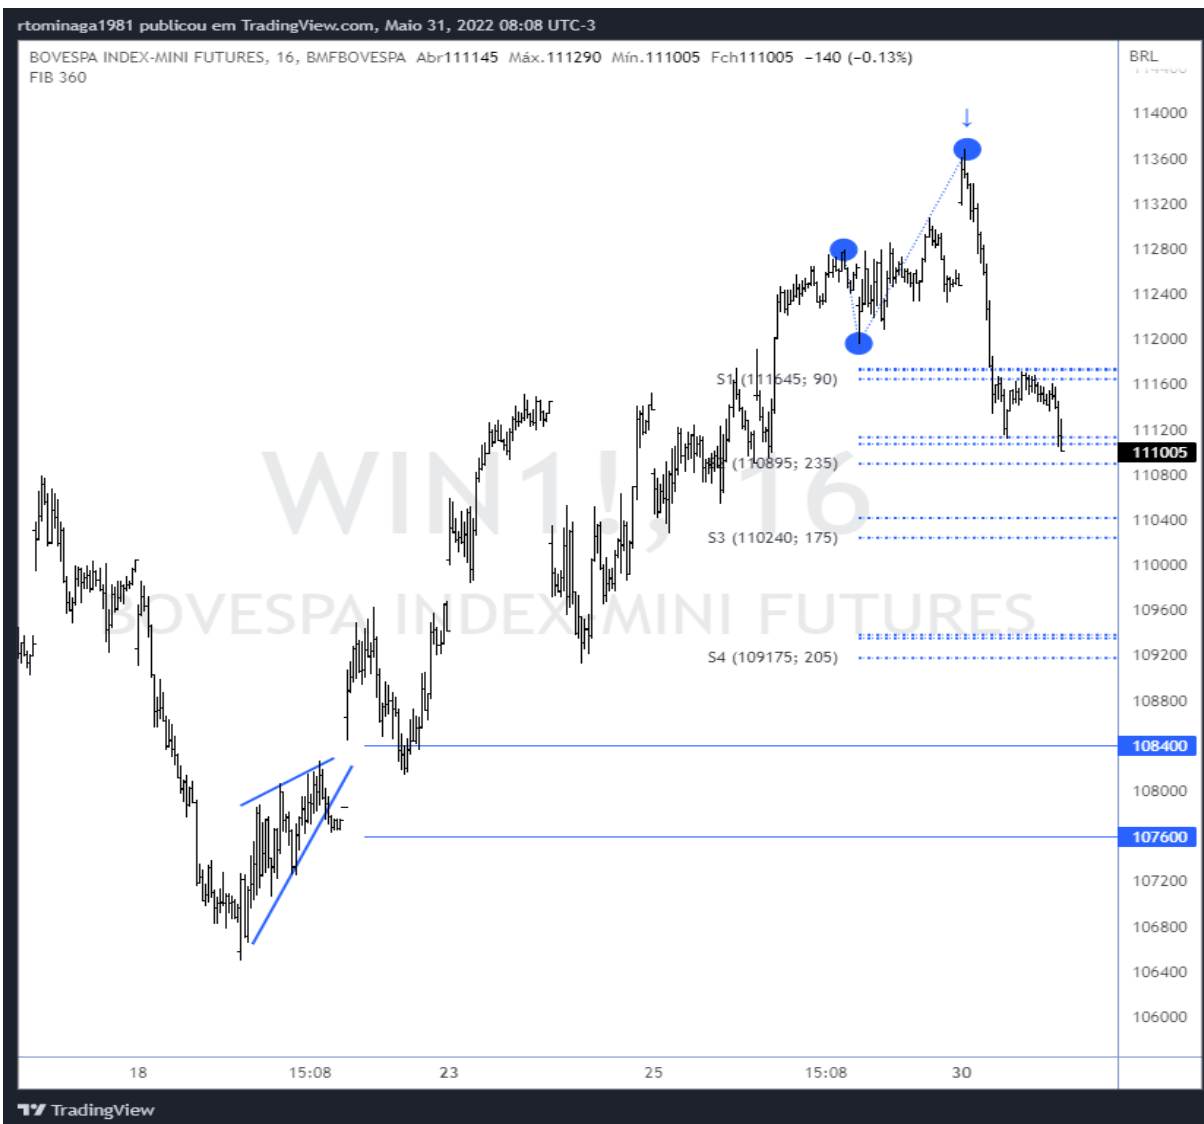 rtominaga1981 publicou em TradingView.com, Maio 31, 2022 08:08 UTC-3
BOVESPA INDEX-MINI FUTURES, 16, BMFBOVESPA Abr111145 Máx.111290 Mín.111005 Fch111005 −140 (−0.13%)
BRL
FIB 360
114400
114000
113600
113200
112800
112400
112000
S1 (111645; 90)
111600
111200
111005
(110895; 235)
110800
WIN1!, 16
110400
S3 (110240; 175)
110000
109600
BOVESPA INDEX-MINI FUTURES
S4 (109175; 205)
109200
108800
108400
108000
107600
107200
106800
106400
106000
18 15:08 23 25 15:08 30
TradingView